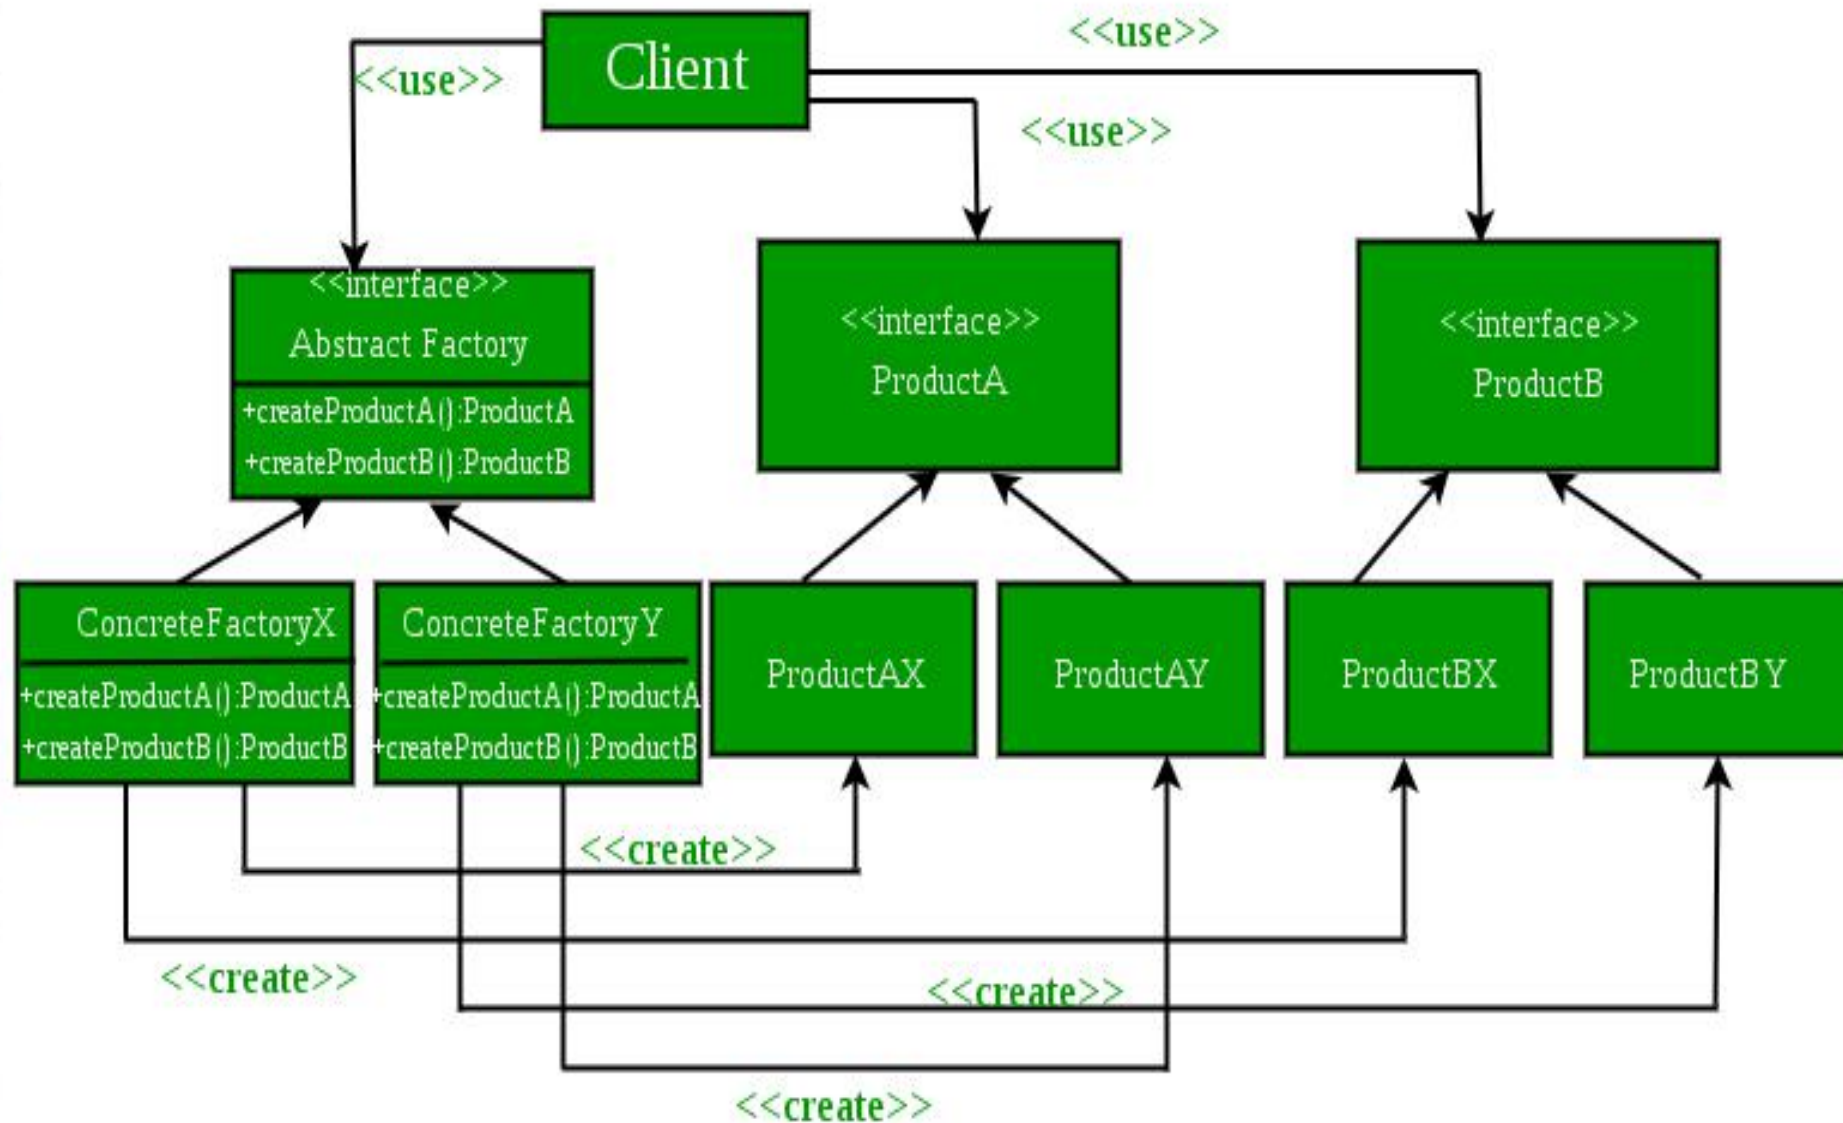 Client
<<use>>
<<use>>
<<use>>
<<interface>>
Abstract Factory
+createProductA():ProductA
+createProductB():ProductB
<<interface>>
ProductA
<<interface>>
ProductB
ConcreteFactoryX
+createProductA():ProductA
+createProductB():ProductB
ConcreteFactoryY
+createProductA():ProductA
+createProductB():ProductB
ProductAX
ProductAY
ProductBX
ProductBY
<<create>>
<<create>>
<<create>>
<<create>>